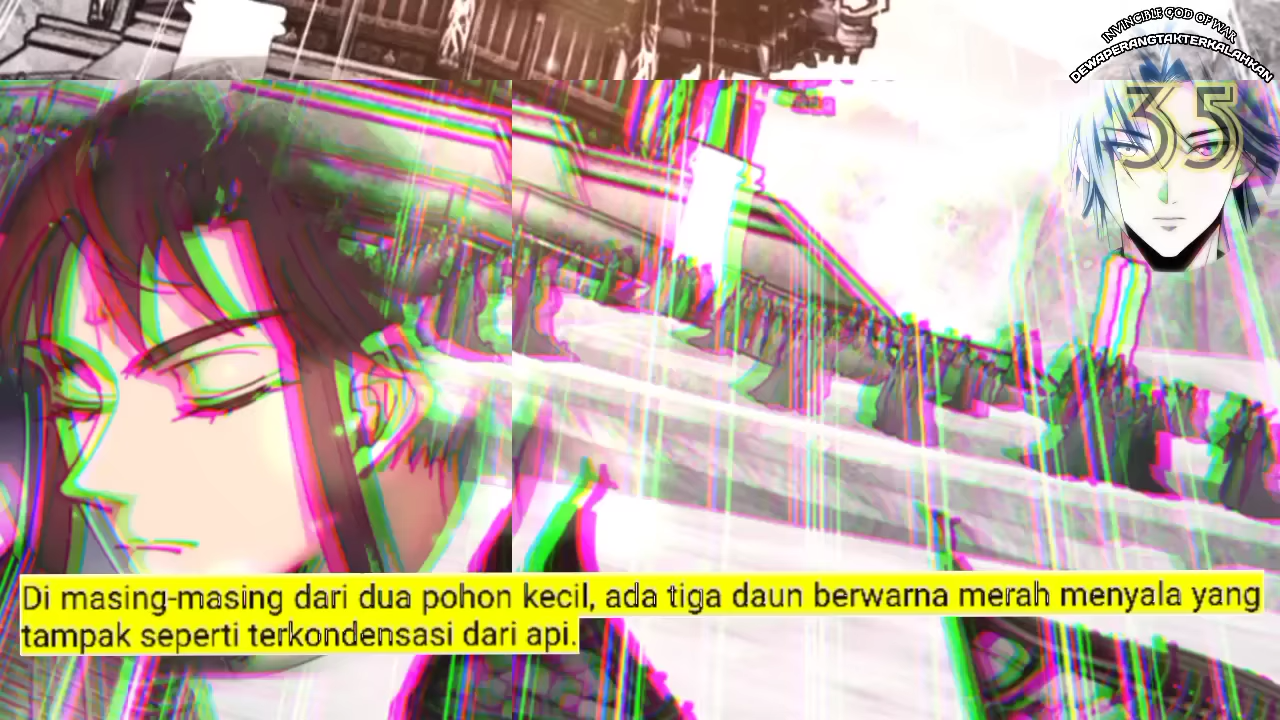 INVINCIBLE GOD OF WAR
DEWAPERANGTAKTERKALAHKAN
35
Di masing-masing dari dua pohon kecil, ada tiga daun berwarna merah menyala yang
tampak seperti terkondensasi dari api.